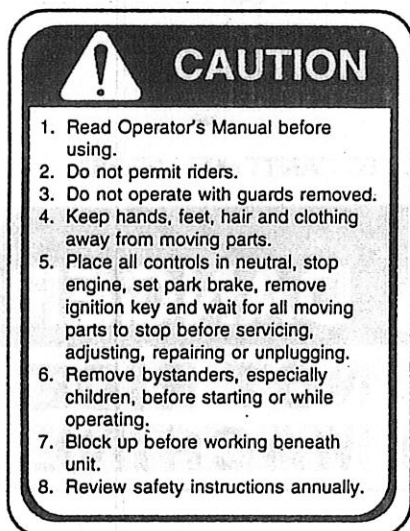 CAUTION
1. Read Operator's Manual before
using.
2. Do not permit riders.
3. Do not operate with guards removed.
4. Keep hands, feet, hair and clothing
away from moving parts.
5. Place all controls in neutral, stop
engine, set park brake, remove
ignition key and wait for all moving
parts to stop before servicing,
adjusting, repairing or unplugging.
6. Remove bystanders, especially
children, before starting or while
operating.
7. Block up before working beneath
unit.
8. Review safety instructions annually.